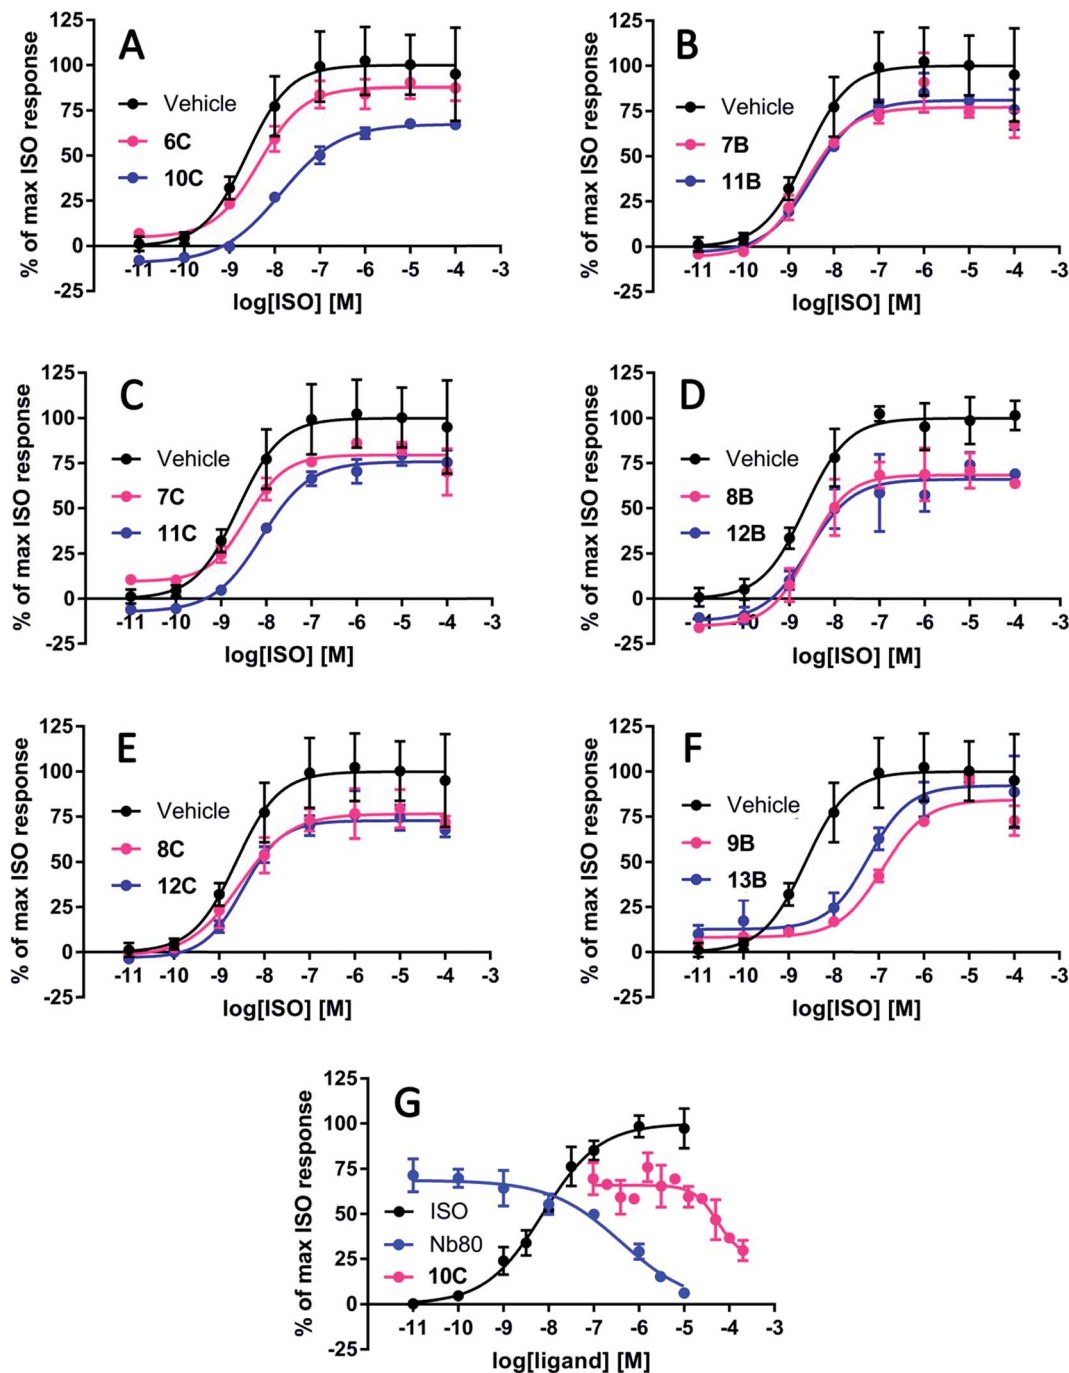 A
% of max ISO response
125
100
75
50
25
0
-25
Vehicle
6C
10C
-11 -10 -9 -8 -7 -6 -5 -4 -3
log[ISO] [M]
B
% of max ISO response
125
100
75
50
25
0
-25
Vehicle
7B
11B
-11 -10 -9 -8 -7 -6 -5 -4 -3
log[ISO] [M]
C
% of max ISO response
125
100
75
50
25
0
-25
Vehicle
7C
11C
-11 -10 -9 -8 -7 -6 -5 -4 -3
log[ISO] [M]
D
% of max ISO response
125
100
75
50
25
0
-25
Vehicle
8B
12B
-11 -10 -9 -8 -7 -6 -5 -4 -3
log[ISO] [M]
E
% of max ISO response
125
100
75
50
25
0
-25
Vehicle
8C
12C
-11 -10 -9 -8 -7 -6 -5 -4 -3
log[ISO] [M]
F
% of max ISO response
125
100
75
50
25
0
-25
Vehicle
9B
13B
-11 -10 -9 -8 -7 -6 -5 -4 -3
log[ISO] [M]
G
% of max ISO response
125
100
75
50
25
0
-25
ISO
Nb80
10C
-11 -10 -9 -8 -7 -6 -5 -4 -3
log[ligand] [M]